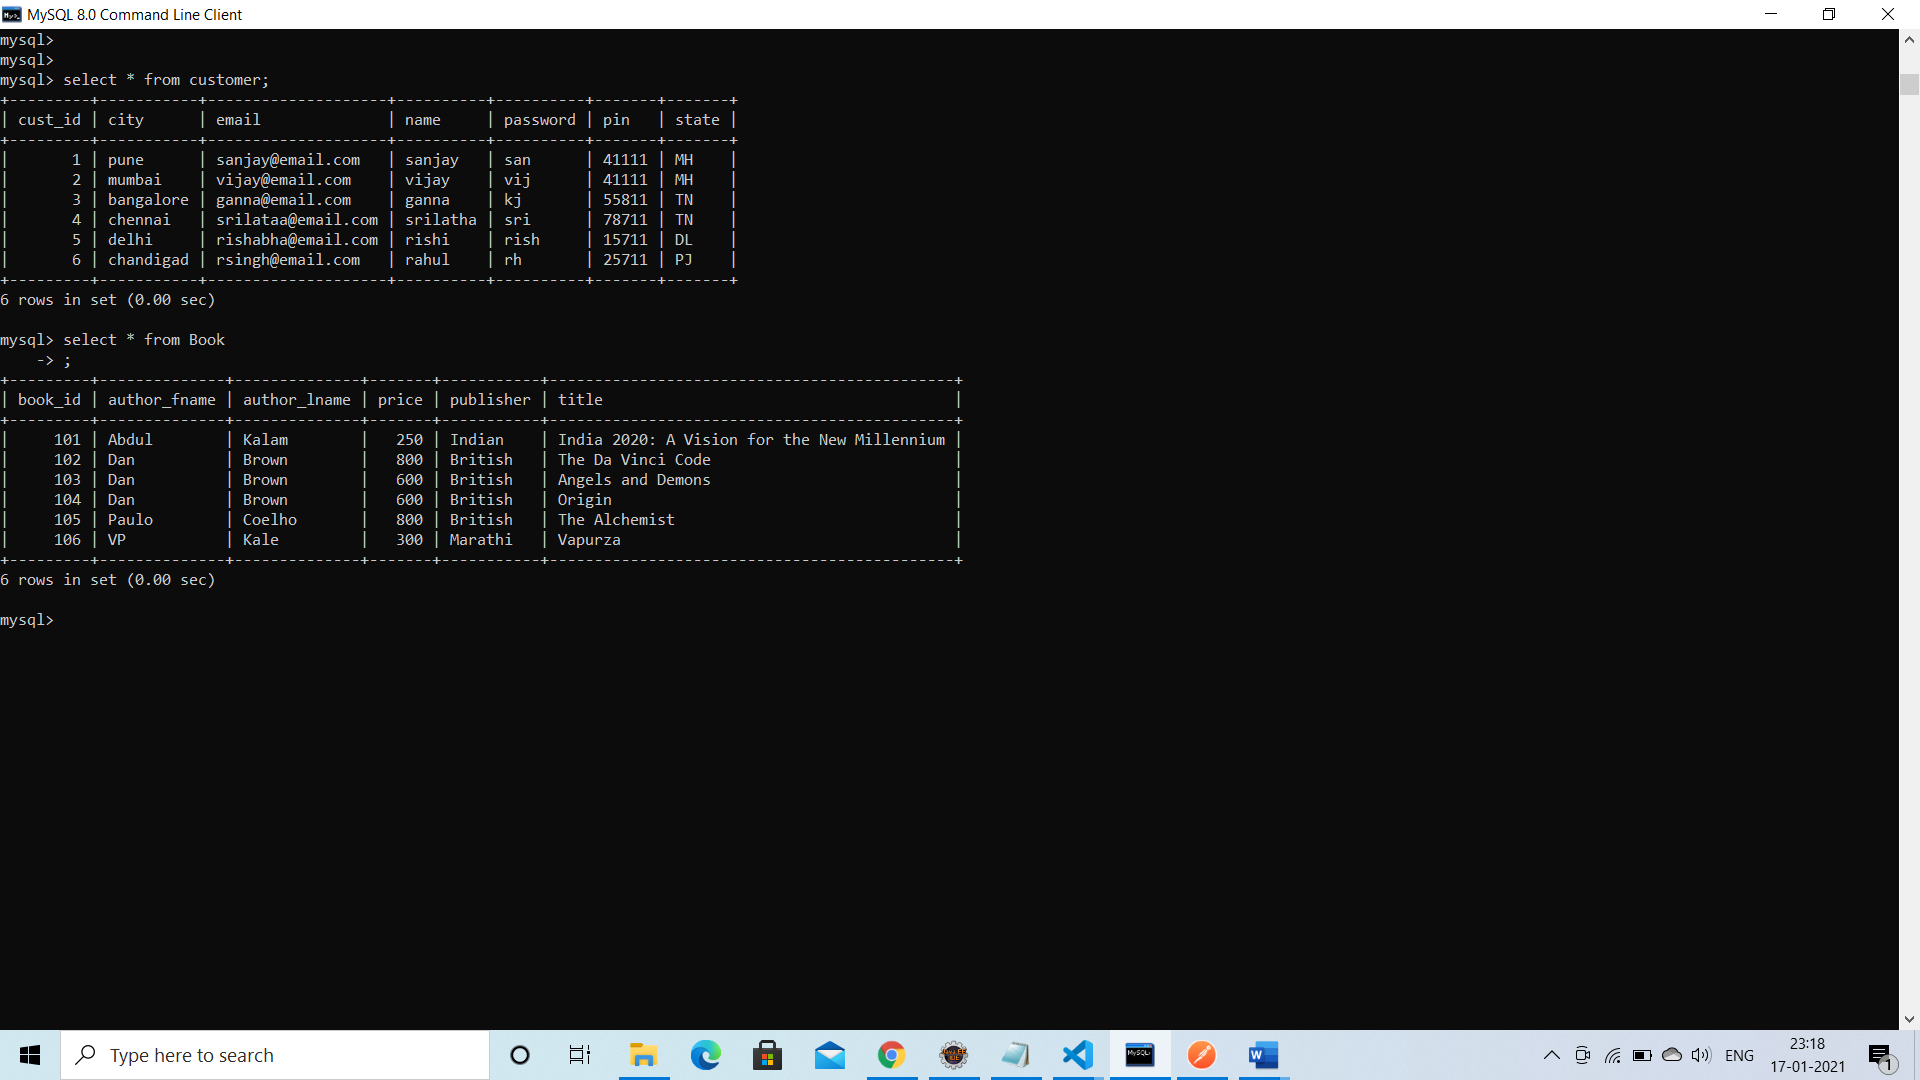 MySQL 8.0 Command Line Client
mysql>
mysql>
mysql> select * from customer;
+---------+-----------+--------------------+----------+----------+-------+-------+
| cust_id | city      | email              | name     | password | pin   | state |
+---------+-----------+--------------------+----------+----------+-------+-------+
|       1 | pune      | sanjay@email.com   | sanjay   | san      | 41111 | MH    |
|       2 | mumbai    | vijay@email.com    | vijay    | vij      | 41111 | MH    |
|       3 | bangalore | ganna@email.com    | ganna    | kj       | 55811 | TN    |
|       4 | chennai   | srilataa@email.com | srilatha | sri      | 78711 | TN    |
|       5 | delhi     | rishabha@email.com | rishi    | rish     | 15711 | DL    |
|       6 | chandigad | rsingh@email.com   | rahul    | rh       | 25711 | PJ    |
+---------+-----------+--------------------+----------+----------+-------+-------+
6 rows in set (0.00 sec)
mysql> select * from Book
    -> ;
+---------+--------------+--------------+-------+-----------+---------------------------------------------+
| book_id | author_fname | author_lname | price | publisher | title                                       |
+---------+--------------+--------------+-------+-----------+---------------------------------------------+
|     101 | Abdul        | Kalam        |   250 | Indian    | India 2020: A Vision for the New Millennium |
|     102 | Dan          | Brown        |   800 | British   | The Da Vinci Code                           |
|     103 | Dan          | Brown        |   600 | British   | Angels and Demons                           |
|     104 | Dan          | Brown        |   600 | British   | Origin                                      |
|     105 | Paulo        | Coelho       |   800 | British   | The Alchemist                               |
|     106 | VP           | Kale         |   300 | Marathi   | Vapurza                                     |
+---------+--------------+--------------+-------+-----------+---------------------------------------------+
6 rows in set (0.00 sec)
mysql>
Type here to search
ENG
23:18
17-01-2021
1